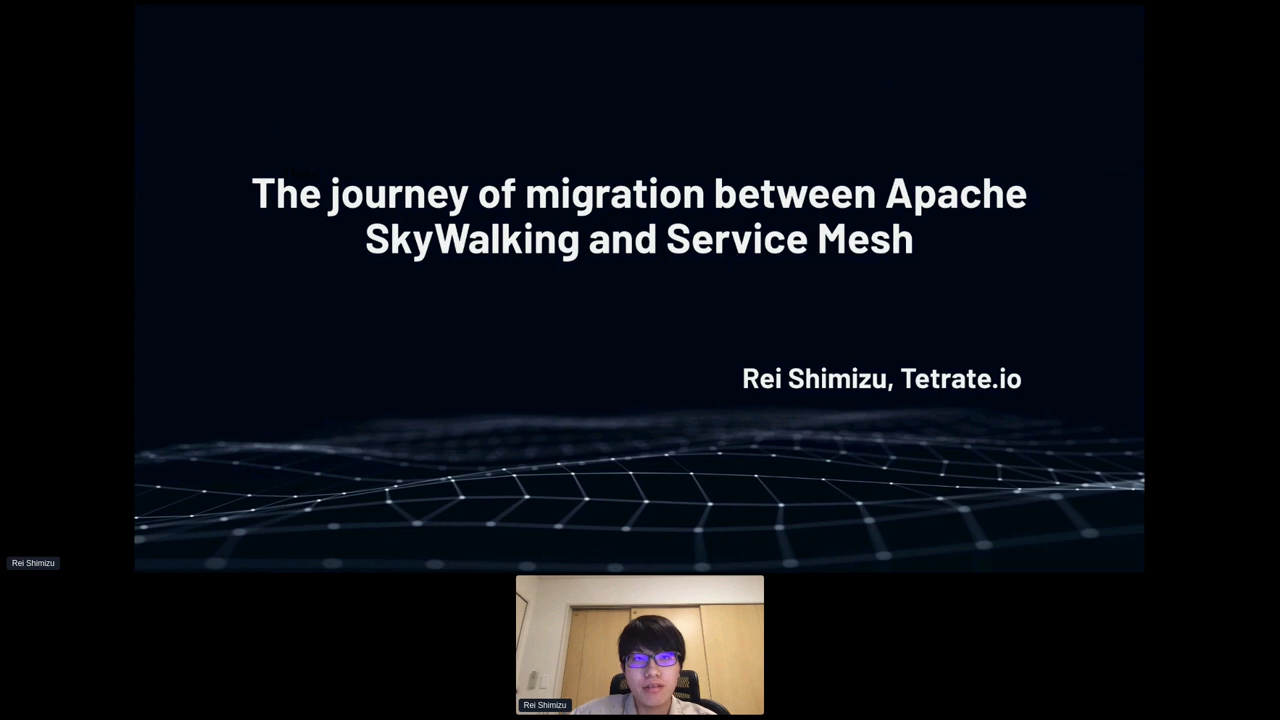 The journey of migration between Apache
SkyWalking and Service Mesh
Rei Shimizu, Tetrate.io
Rei Shimizu
Rei Shimizu